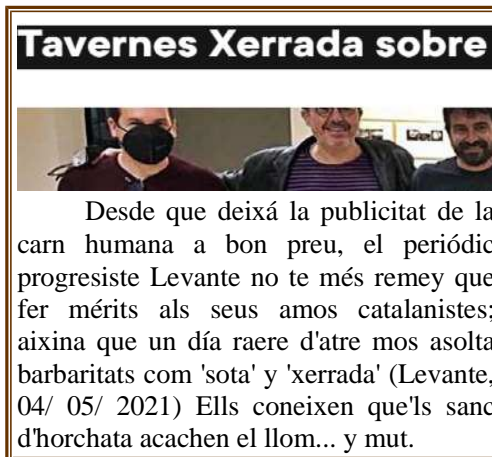 Tavernes Xerrada sobre
Desde que deixá la publicitat de la
carn humana a bon preu, el periódic
progresiste Levante no te més remey que
fer mérits als seus amos catalanistes;
aixina que un día raere d'atre mos asolta
barbaritats com 'sota' y 'xerrada' (Levante,
04/ 05/ 2021) Ells coneixen que'ls sanc
d'horchata acachen el llom... y mut.